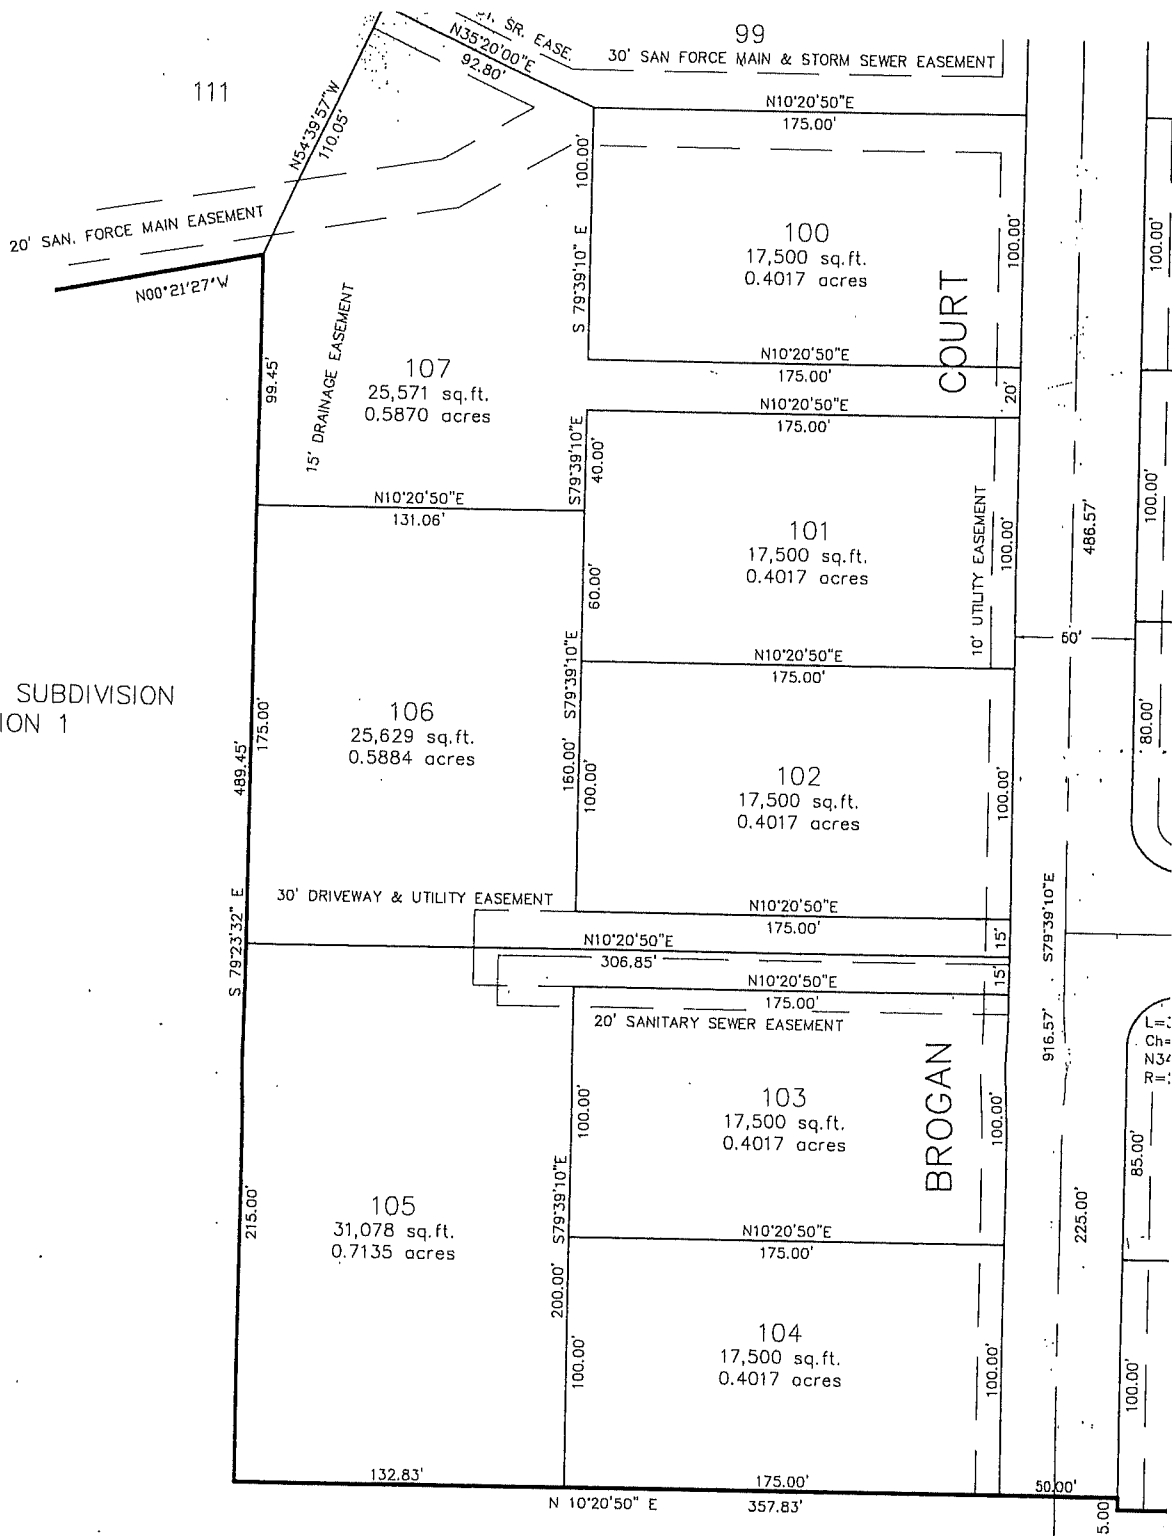 SR. EASE.
N35°20'00"E
92.80'
99
30' SAN FORCE MAIN & STORM SEWER EASEMENT
111
N54°39'57"W
110.05'
N10°20'50"E
175.00'
100.00'
S 79°39'10" E
20' SAN. FORCE MAIN EASEMENT
N00°21'27"W
100
17,500 sq.ft.
0.4017 acres
100.00'
100.00'
COURT
15' DRAINAGE EASEMENT
99.45'
107
25,571 sq.ft.
0.5870 acres
N10°20'50"E
175.00'
20'
N10°20'50"E
175.00'
S79°39'10"E
40.00'
N10°20'50"E
131.06'
101
17,500 sq.ft.
0.4017 acres
10' UTILITY EASEMENT
100.00'
486.57'
100.00'
60.00'
60'
S79°39'10"E
N10°20'50"E
175.00'
SUBDIVISION
ION 1
175.00'
489.45'
106
25,629 sq.ft.
0.5884 acres
160.00'
100.00'
102
17,500 sq.ft.
0.4017 acres
100.00'
80.00'
30' DRIVEWAY & UTILITY EASEMENT
S 79°23'32" E
N10°20'50"E
175.00'
15'
S79°39'10"E
N10°20'50"E
306.85'
15'
N10°20'50"E
175.00'
20' SANITARY SEWER EASEMENT
916.57'
L=
Ch=
N34
R=
103
17,500 sq.ft.
0.4017 acres
BROGAN
100.00'
100.00'
85.00'
S79°39'10"E
105
31,078 sq.ft.
0.7135 acres
215.00'
N10°20'50"E
175.00'
225.00'
200.00'
100.00'
104
17,500 sq.ft.
0.4017 acres
100.00'
100.00'
132.83'
175.00'
50.00'
N 10°20'50" E
357.83'
5.00